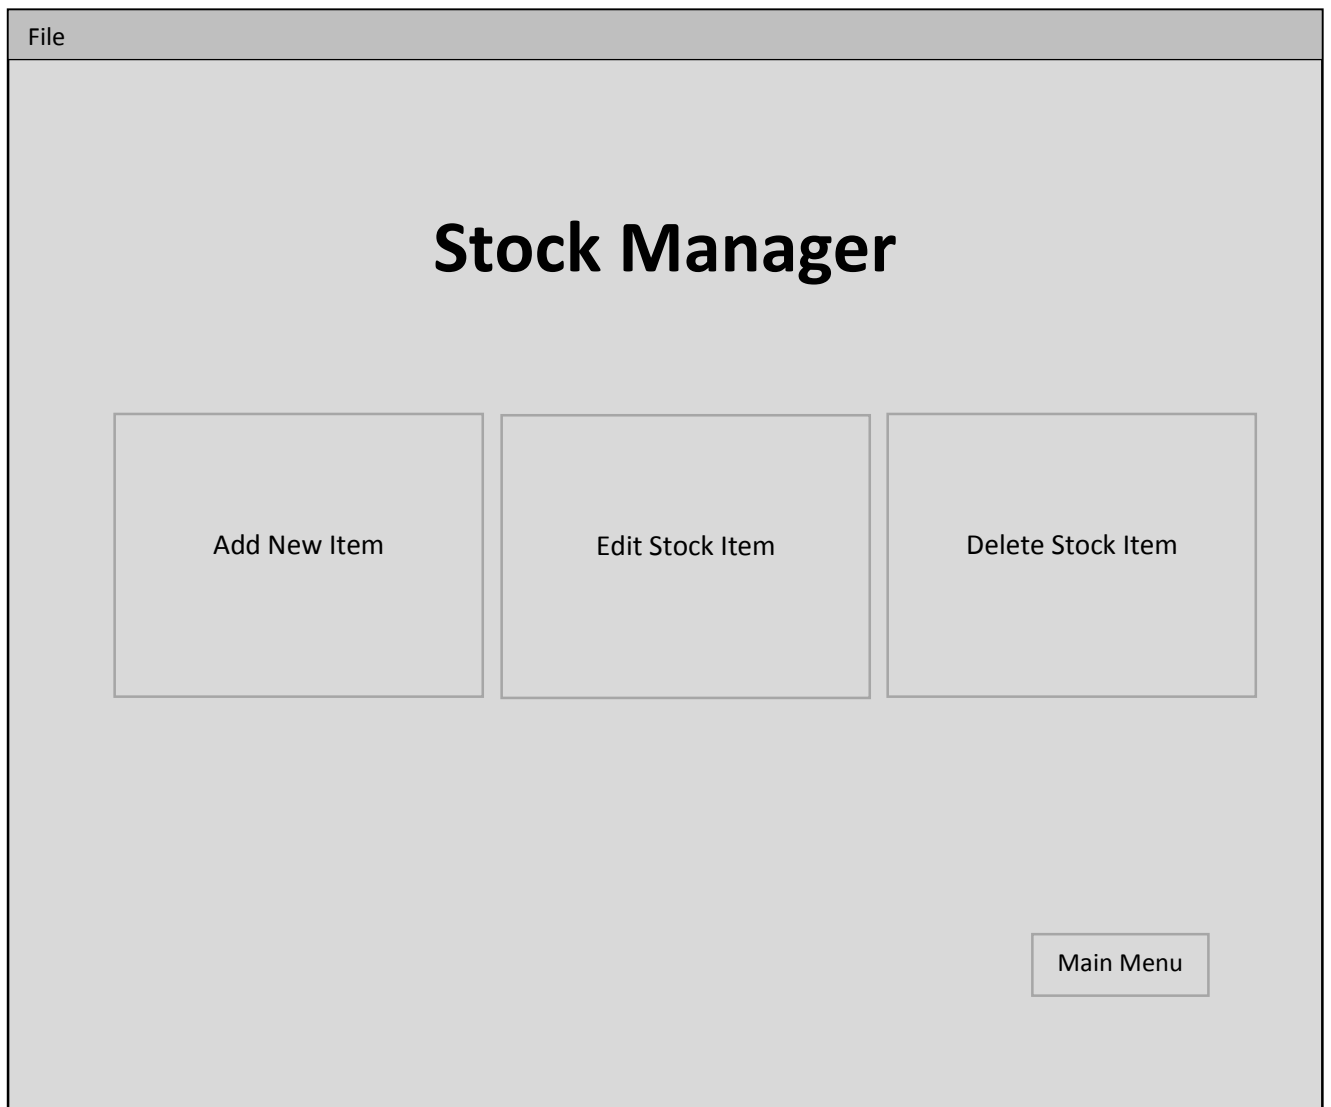 File
Stock Manager
Add New Item
Edit Stock Item
Delete Stock Item
Main Menu